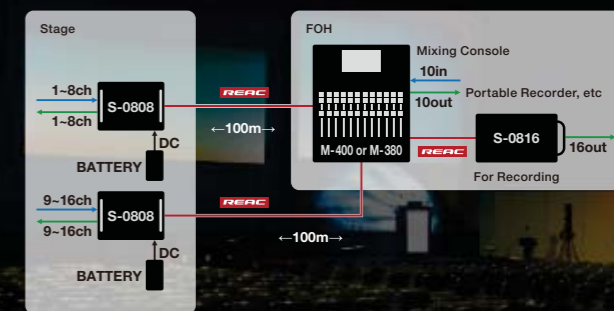 Stage
1~8ch
1~8ch
S-0808
DC
BATTERY
9~16ch
9~16ch
S-0808
DC
BATTERY
REAC
←100m→
REAC
←100m→
FOH
Mixing Console
10in
10out
Portable Recorder, etc
M-400 or M-380
REAC
S-0816
16out
For Recording